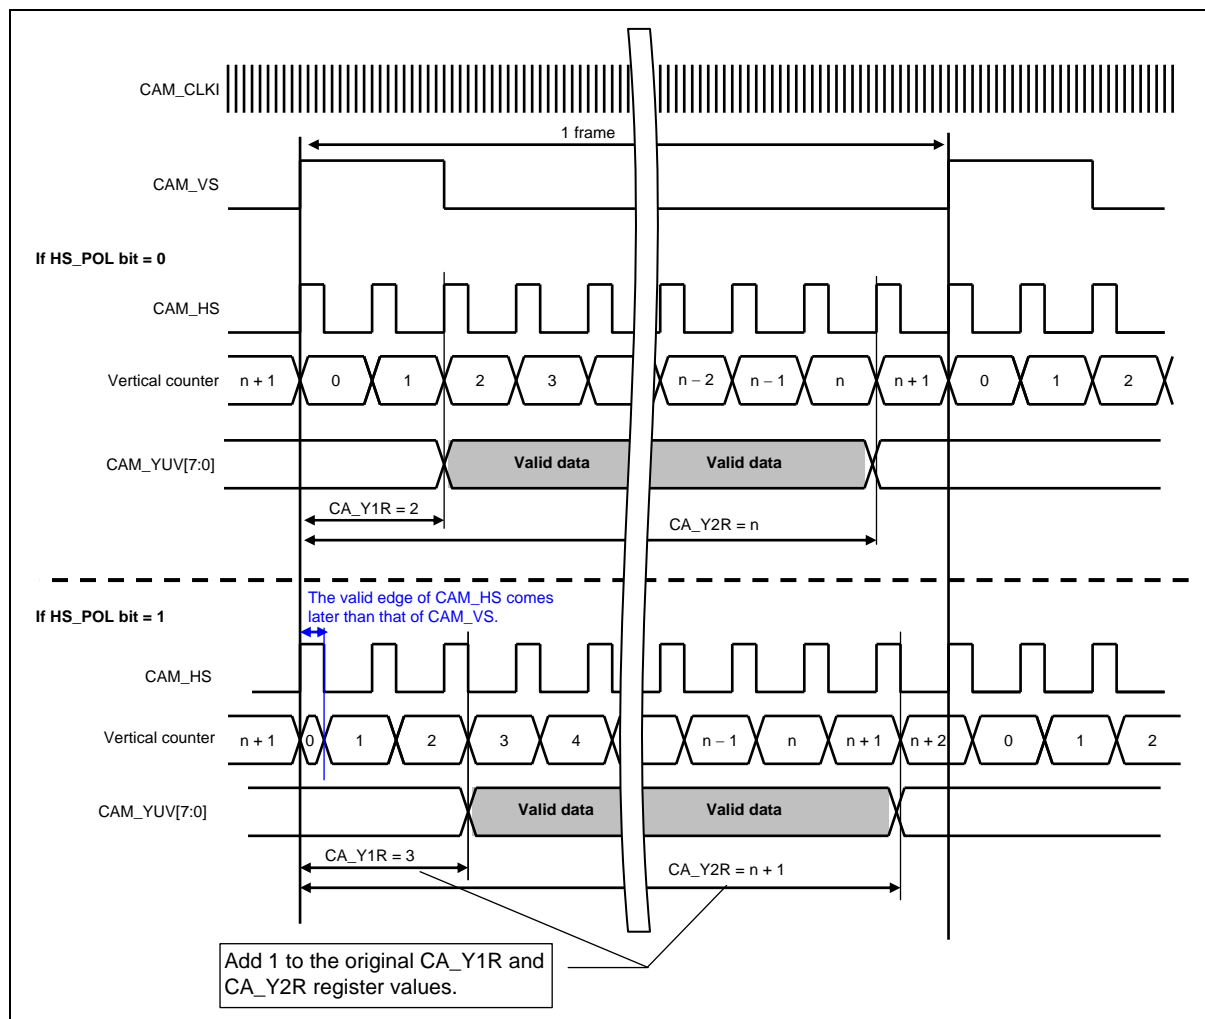 CAM_CLKI
1 frame
CAM_VS
If HS_POL bit = 0
CAM_HS
Vertical counter n + 1 0 1 2 3 n – 2 n – 1 n n + 1 0 1 2
CAM_YUV[7:0] Valid data Valid data
CA_Y1R = 2
CA_Y2R = n
The valid edge of CAM_HS comes
later than that of CAM_VS.
If HS_POL bit = 1
CAM_HS
Vertical counter n + 1 0 1 2 3 4 n – 1 n n + 1 n + 2 0 1 2
CAM_YUV[7:0] Valid data Valid data
CA_Y1R = 3
CA_Y2R = n + 1
Add 1 to the original CA_Y1R and
CA_Y2R register values.